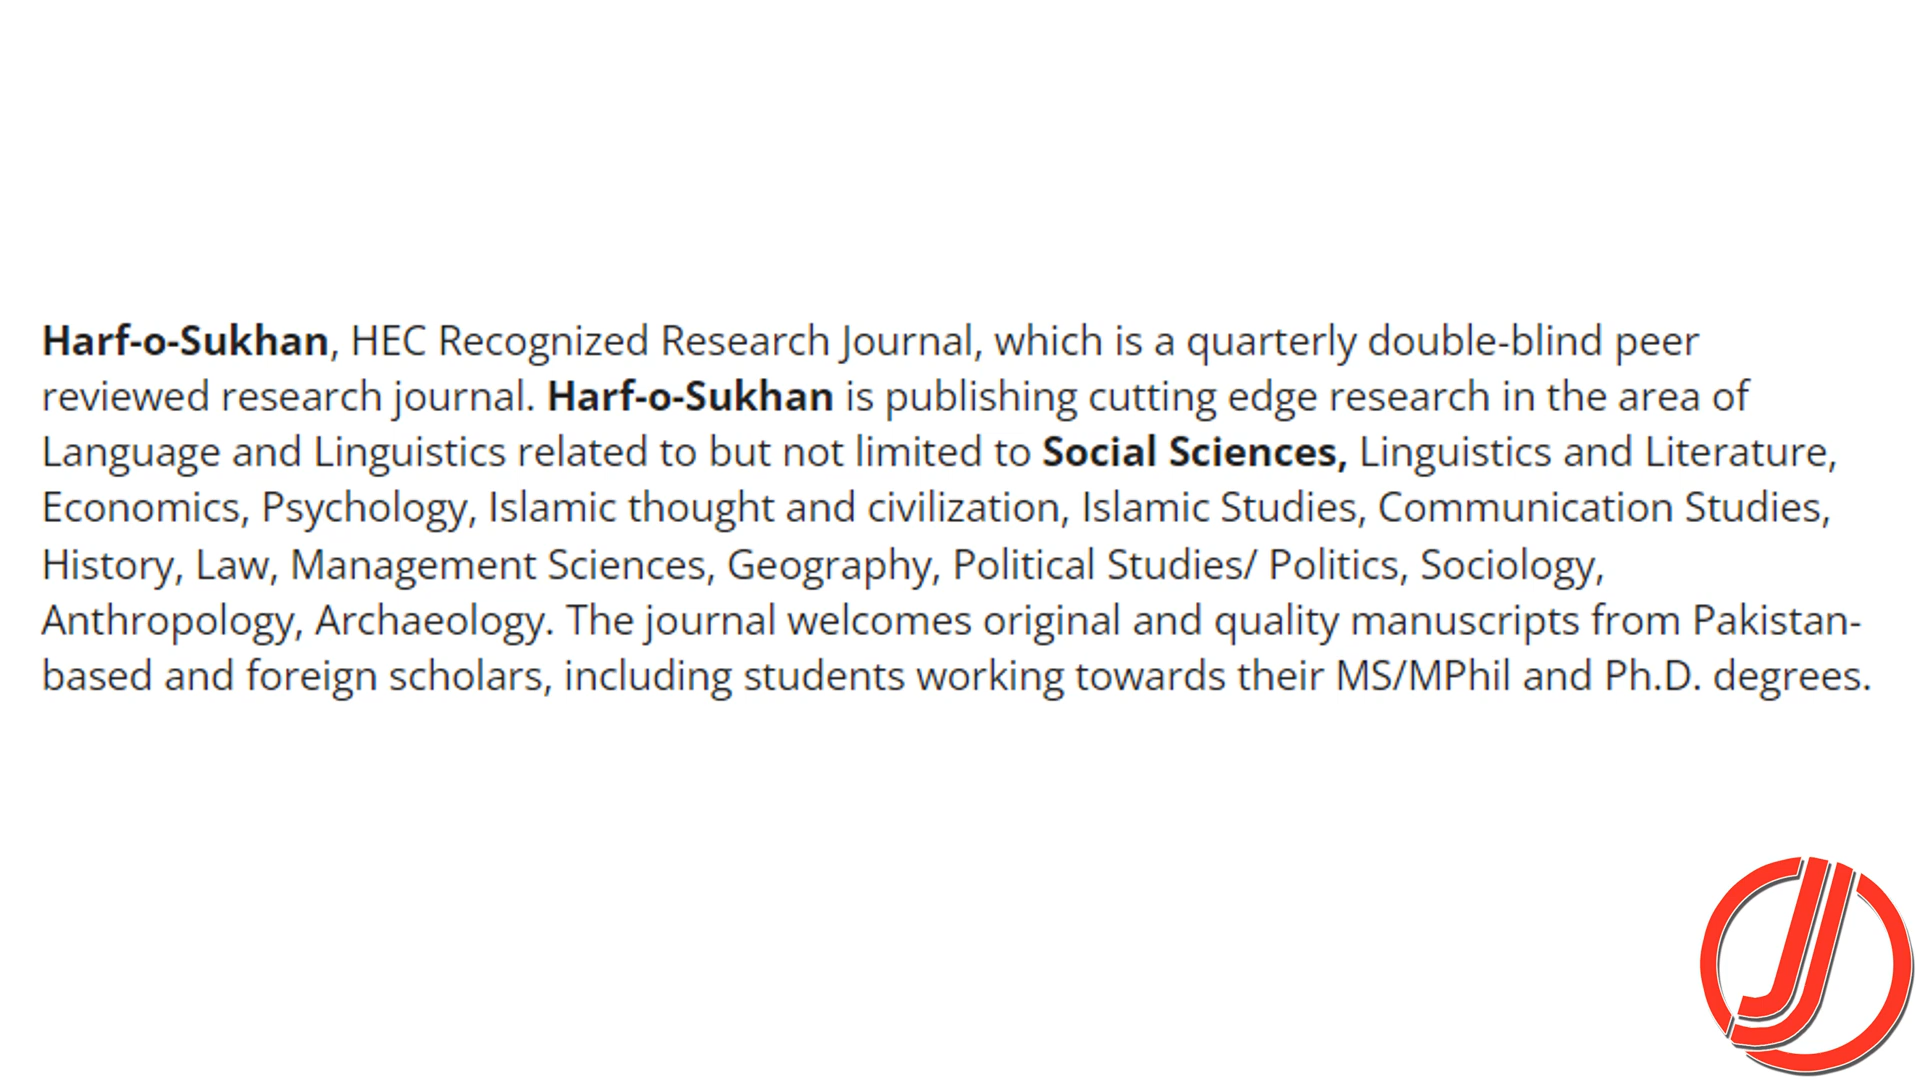 Harf-o-Sukhan, HEC Recognized Research Journal, which is a quarterly double-blind peer
reviewed research journal. Harf-o-Sukhan is publishing cutting edge research in the area of
Language and Linguistics related to but not limited to Social Sciences, Linguistics and Literature,
Economics, Psychology, Islamic thought and civilization, Islamic Studies, Communication Studies,
History, Law, Management Sciences, Geography, Political Studies/ Politics, Sociology,
Anthropology, Archaeology. The journal welcomes original and quality manuscripts from Pakistan-
based and foreign scholars, including students working towards their MS/MPhil and Ph.D. degrees.